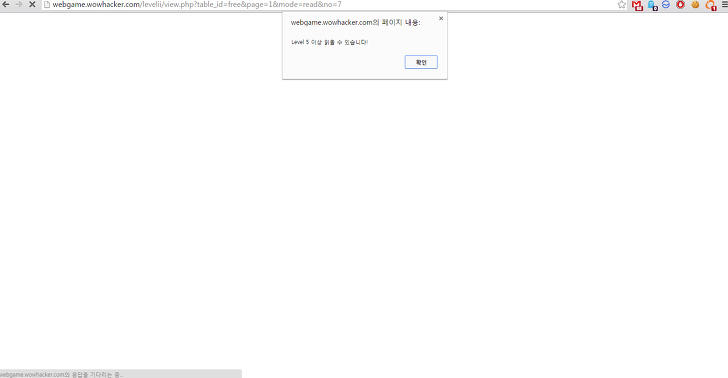 webgame.wowhacker.com/levelii/view.php?table_id=free&page=1&mode=read&no=7
webgame.wowhacker.com의 페이지 내용:
Level 5 이상 읽을 수 있습니다!
확인
webgame.wowhacker.com의 응답을 기다리는 중...